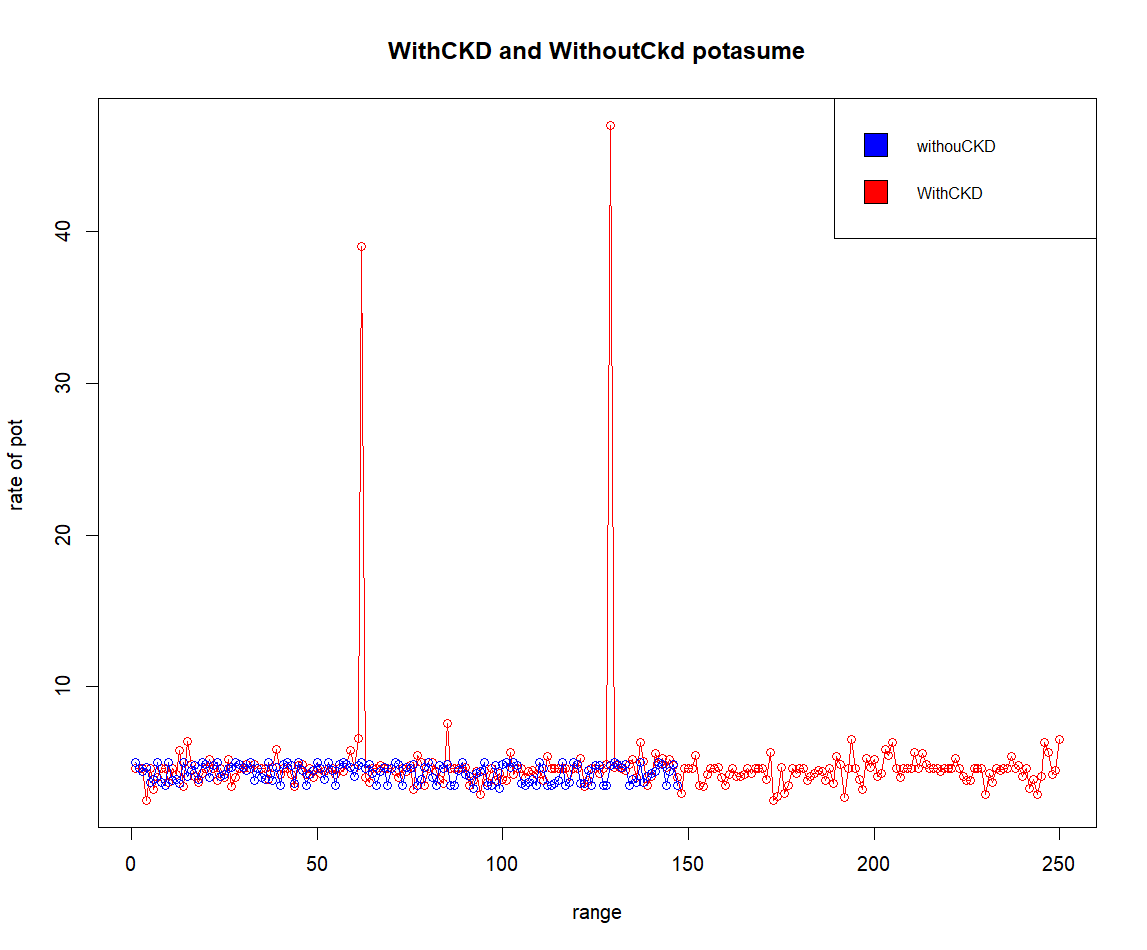 WithCKD and WithoutCkd potasume
withouCKD
WithCKD
rate of pot
40
30
20
10
0 50 100 150 200 250
range